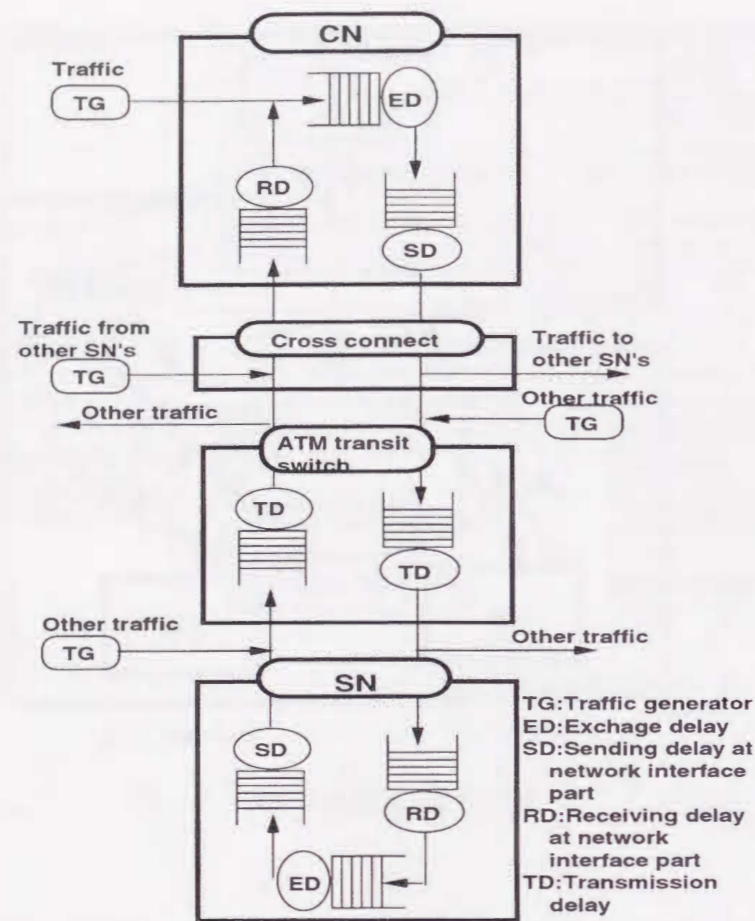 CN
Traffic
TG
ED
RD
SD
Traffic from
other SN's
TG
Cross connect
Traffic to
other SN's
Other traffic
Other traffic
TG
ATM transit
switch
TD
TD
Other traffic
TG
Other traffic
SN
SD
RD
ED
TG:Traffic generator
ED:Exchage delay
SD:Sending delay at
network interface
part
RD:Receiving delay
at network
interface part
TD:Transmission
delay